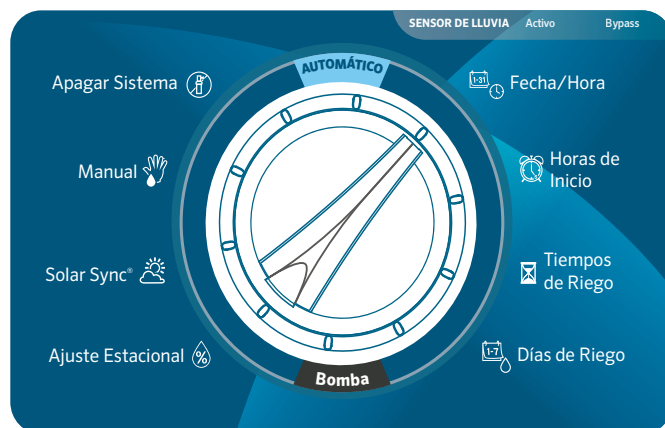 SENSOR DE LLUVIA Activo Bypass
AUTOMÁTICO
Apagar Sistema
1-31
Fecha/Hora
Manual
Horas de
Inicio
Solar Sync®
Tiempos
de Riego
Ajuste Estacional
%
1-7
Días de Riego
Bomba